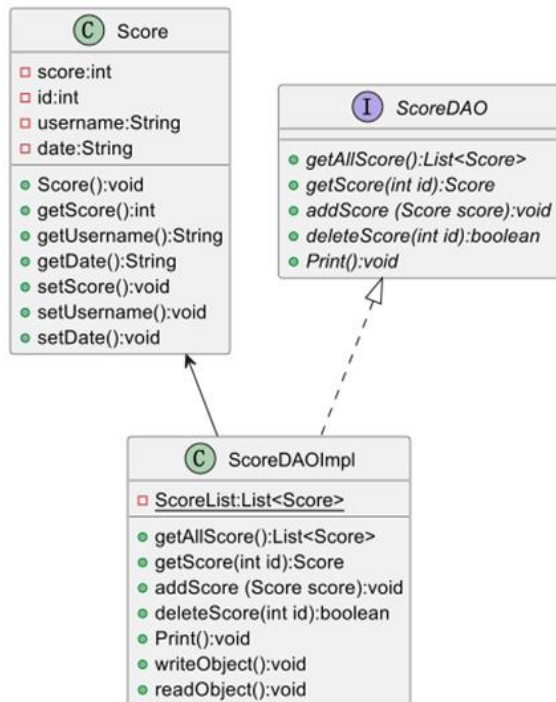 C Score
score:int
id:int
username:String
date:String
Score():void
getScore():int
getUsername():String
getDate():String
setScore():void
setUsername():void
setDate():void
I ScoreDAO
getAllScore():List<Score>
getScore(int id):Score
addScore (Score score):void
deleteScore(int id):boolean
Print():void
C ScoreDAOImpl
ScoreList:List<Score>
getAllScore():List<Score>
getScore(int id):Score
addScore (Score score):void
deleteScore(int id):boolean
Print():void
writeObject():void
readObject():void